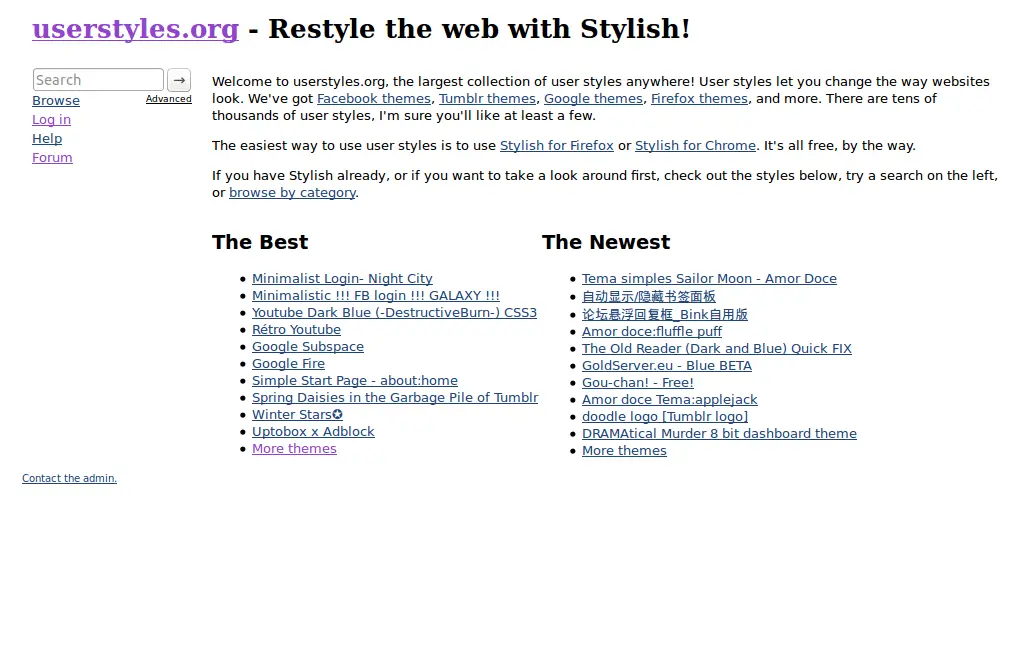 userstyles.org - Restyle the web with Stylish!
Search →
Browse Advanced
Log in
Help
Forum
Welcome to userstyles.org, the largest collection of user styles anywhere! User styles let you change the way websites
look. We've got Facebook themes, Tumblr themes, Google themes, Firefox themes, and more. There are tens of
thousands of user styles, I'm sure you'll like at least a few.
The easiest way to use user styles is to use Stylish for Firefox or Stylish for Chrome. It's all free, by the way.
If you have Stylish already, or if you want to take a look around first, check out the styles below, try a search on the left,
or browse by category.
The Best
Minimalist Login- Night City
Minimalistic !!! FB login !!! GALAXY !!!
Youtube Dark Blue (-DestructiveBurn-) CSS3
Rétro Youtube
Google Subspace
Google Fire
Simple Start Page - about:home
Spring Daisies in the Garbage Pile of Tumblr
Winter Stars✪
Uptobox x Adblock
More themes
The Newest
Tema simples Sailor Moon - Amor Doce
自动显示/隐藏书签面板
论坛悬浮回复框_Bink自用版
Amor doce:fluffle puff
The Old Reader (Dark and Blue) Quick FIX
GoldServer.eu - Blue BETA
Gou-chan! - Free!
Amor doce Tema:applejack
doodle logo [Tumblr logo]
DRAMAtical Murder 8 bit dashboard theme
More themes
Contact the admin.